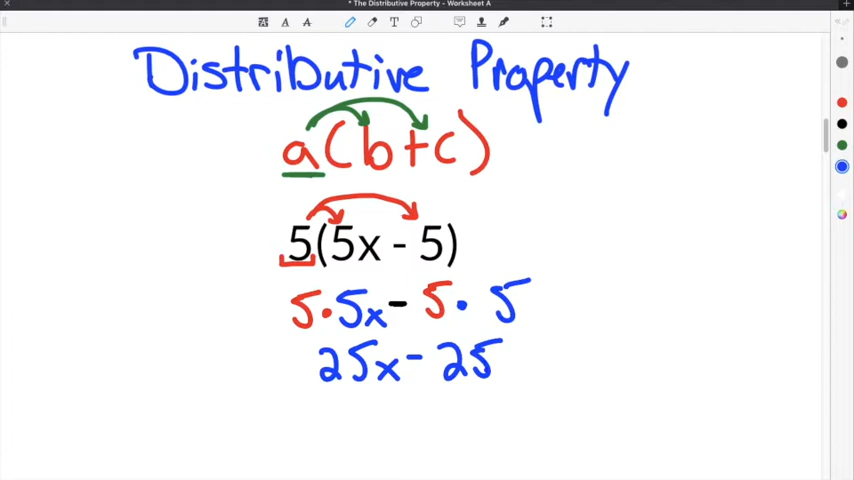 * The Distributive Property - Worksheet A
Distributive Property
a(b+c)
5(5x - 5)
5•5x - 5• 5
25x - 25